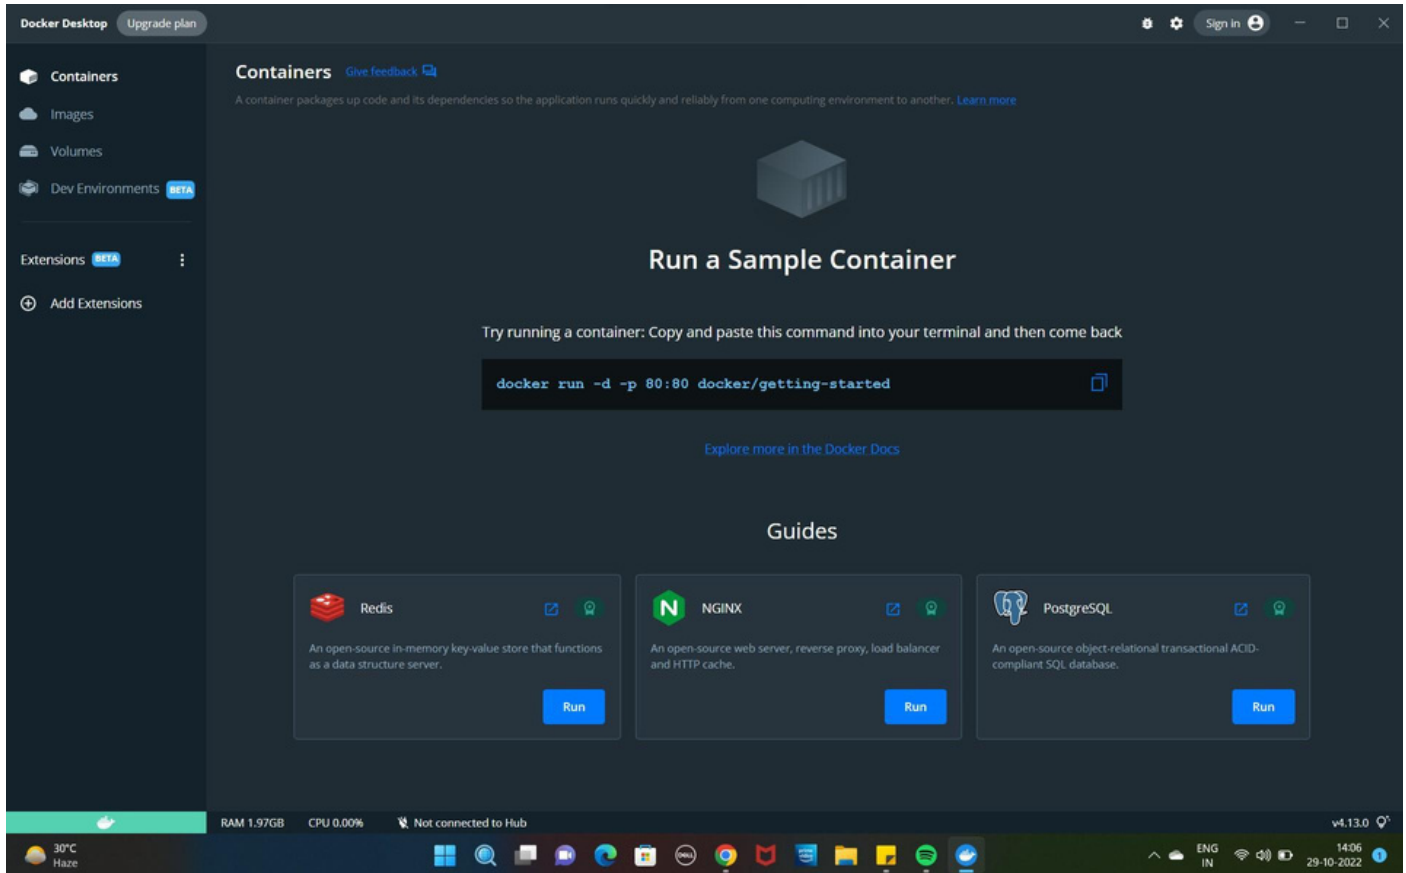 Docker Desktop Upgrade plan Sign in
Containers
Images
Volumes
Dev Environments BETA
Extensions BETA
Add Extensions
Containers Give feedback
A container packages up code and its dependencies so the application runs quickly and reliably from one computing environment to another. Learn more
Run a Sample Container
Try running a container: Copy and paste this command into your terminal and then come back
docker run -d -p 80:80 docker/getting-started
Explore more in the Docker Docs
Guides
Redis
An open-source in-memory key-value store that functions
as a data structure server.
Run
NGINX
An open-source web server, reverse proxy, load balancer
and HTTP cache.
Run
PostgreSQL
An open-source object-relational transactional ACID-
compliant SQL database.
Run
RAM 1.97GB CPU 0.00% Not connected to Hub v4.13.0
30°C
Haze
DELL
ENG
IN
14:06
29-10-2022
1